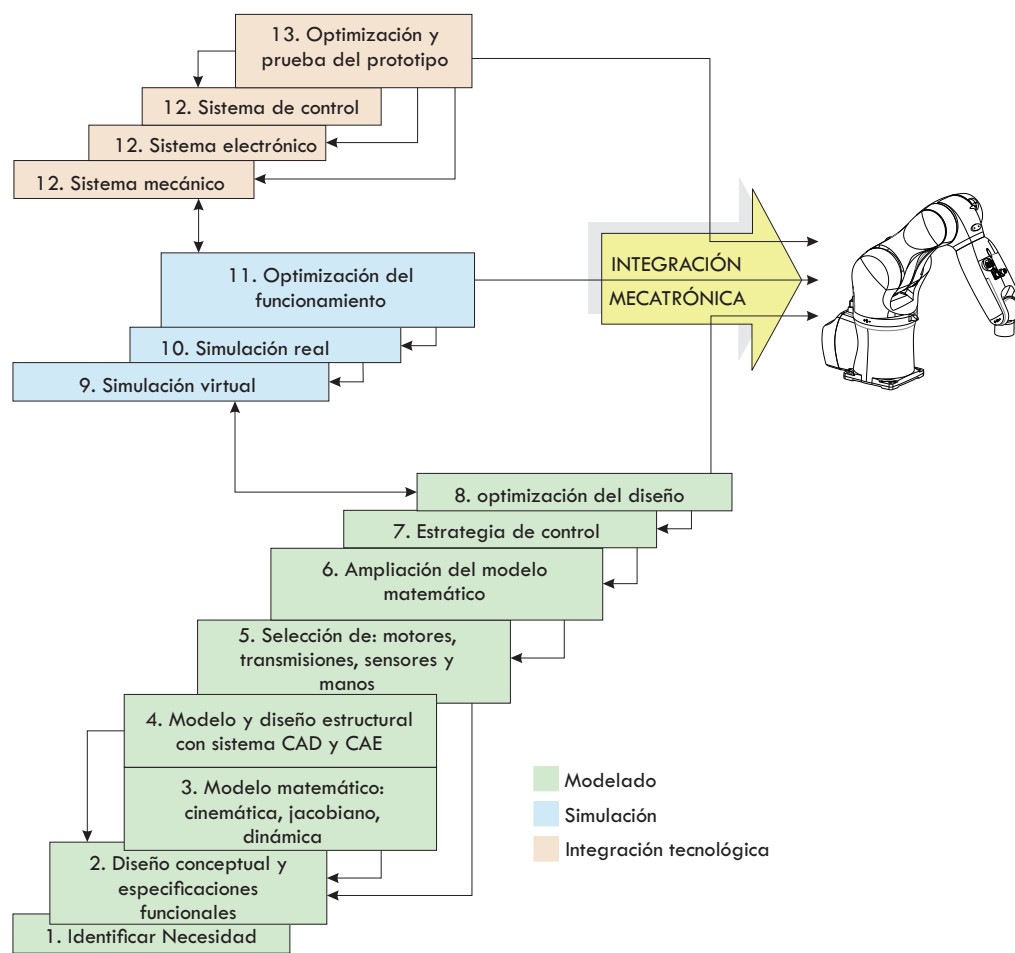 13. Optimización y
prueba del prototipo
12. Sistema de control
12. Sistema electrónico
12. Sistema mecánico
11. Optimización del
funcionamiento
10. Simulación real
9. Simulación virtual
INTEGRACIÓN
MECATRÓNICA
8. optimización del diseño
7. Estrategia de control
6. Ampliación del modelo
matemático
5. Selección de: motores,
transmisiones, sensores y
manos
4. Modelo y diseño estructural
con sistema CAD y CAE
3. Modelo matemático:
cinemática, jacobiano,
dinámica
2. Diseño conceptual y
especificaciones
funcionales
1. Identificar Necesidad
Modelado
Simulación
Integración tecnológica